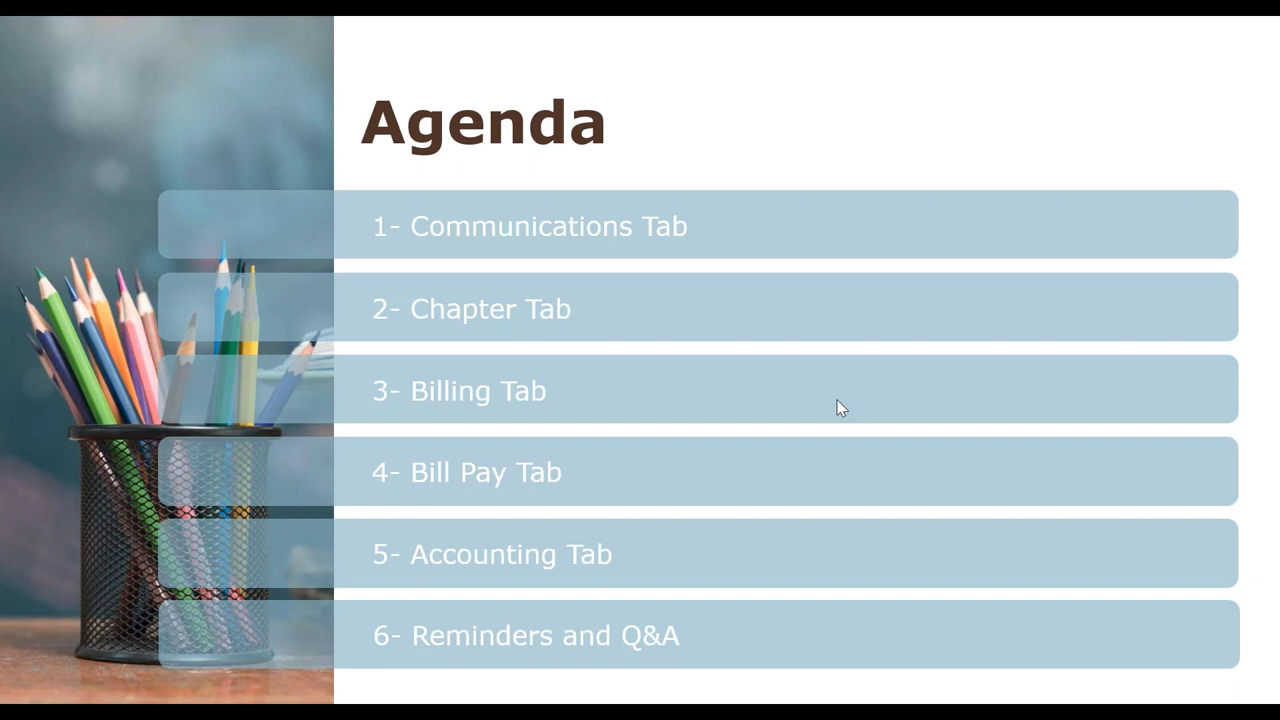 Agenda
1- Communications Tab
2- Chapter Tab
3- Billing Tab
4- Bill Pay Tab
5- Accounting Tab
6- Reminders and Q&A